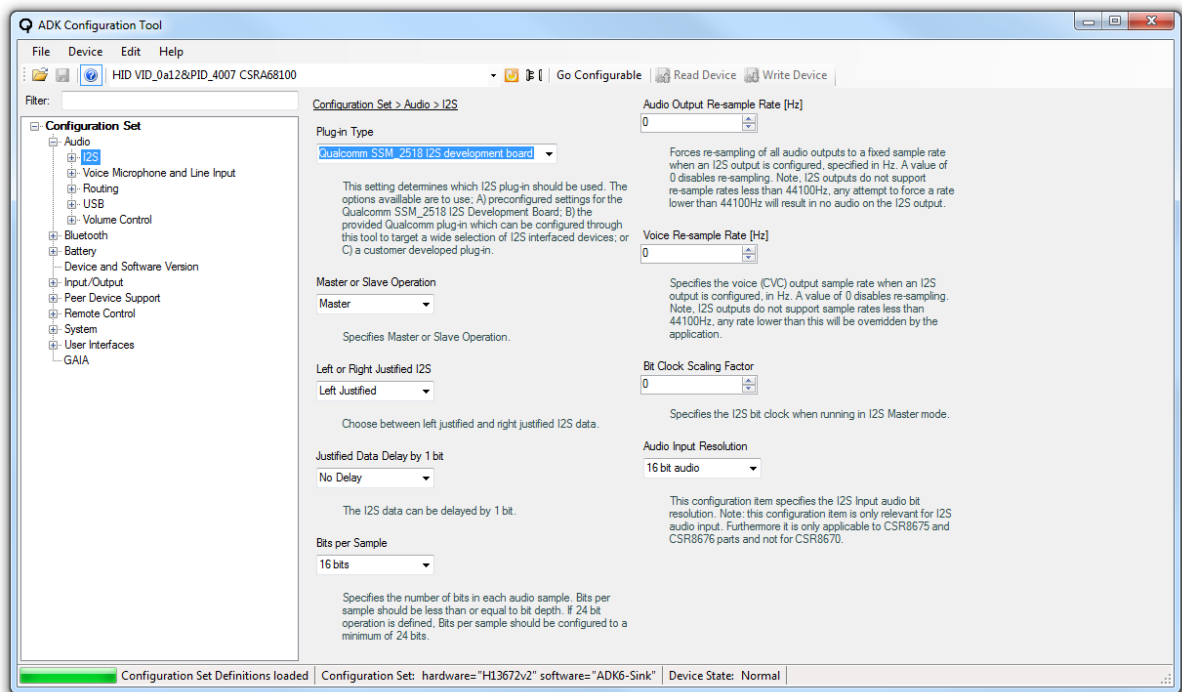 ADK Configuration Tool
File Device Edit Help
HID VID_0a12&PID_4007 CSRA68100 Go Configurable Read Device Write Device
Filter:
Configuration Set
Audio
I2S
Voice Microphone and Line Input
Routing
USB
Volume Control
Bluetooth
Battery
Device and Software Version
Input/Output
Peer Device Support
Remote Control
System
User Interfaces
GAIA
Configuration Set > Audio > I2S
Plug-in Type
Qualcomm SSM_2518 I2S development board
This setting determines which I2S plug-in should be used. The
options available are to use; A) preconfigured settings for the
Qualcomm SSM_2518 I2S Development Board; B) the
provided Qualcomm plug-in which can be configured through
this tool to target a wide selection of I2S interfaced devices; or
C) a customer developed plug-in.
Master or Slave Operation
Master
Specifies Master or Slave Operation.
Left or Right Justified I2S
Left Justified
Choose between left justified and right justified I2S data.
Justified Data Delay by 1 bit
No Delay
The I2S data can be delayed by 1 bit.
Bits per Sample
16 bits
Specifies the number of bits in each audio sample. Bits per
sample should be less than or equal to bit depth. If 24 bit
operation is defined, Bits per sample should be configured to a
minimum of 24 bits.
Audio Output Re-sample Rate [Hz]
0
Forces re-sampling of all audio outputs to a fixed sample rate
when an I2S output is configured, specified in Hz. A value of
0 disables re-sampling. Note, I2S outputs do not support
re-sample rates less than 44100Hz, any attempt to force a rate
lower than 44100Hz will result in no audio on the I2S output.
Voice Re-sample Rate [Hz]
0
Specifies the voice (CVC) output sample rate when an I2S
output is configured, in Hz. A value of 0 disables re-sampling.
Note, I2S outputs do not support sample rates less than
44100Hz, any rate lower than this will be overridden by the
application.
Bit Clock Scaling Factor
0
Specifies the I2S bit clock when running in I2S Master mode.
Audio Input Resolution
16 bit audio
This configuration item specifies the I2S Input audio bit
resolution. Note: this configuration item is only relevant for I2S
audio input. Furthermore it is only applicable to CSR8675 and
CSR8676 parts and not for CSR8670.
Configuration Set Definitions loaded Configuration Set: hardware="H13672v2" software="ADK6-Sink" Device State: Normal